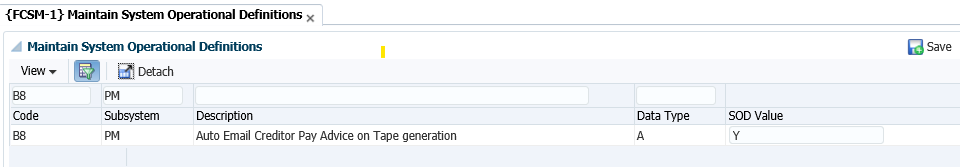 {FCSM-1} Maintain System Operational Definitions
Maintain System Operational Definitions
Save
View
Detach
B8 PM
Code Subsystem Description Data Type SOD Value
B8 PM Auto Email Creditor Pay Advice on Tape generation A Y